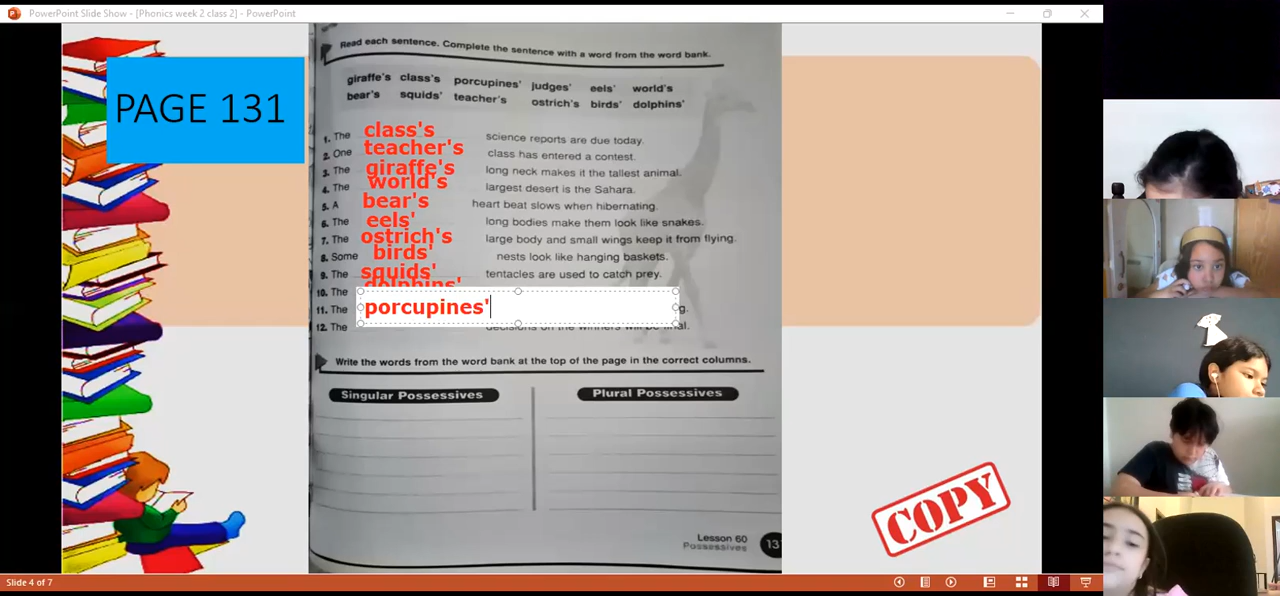 PowerPoint Slide Show - [Phonics week 2 class 2] - PowerPoint
PAGE 131
Read each sentence. Complete the sentence with a word from the word bank.
giraffe's class's porcupines' judges' eels' world's
bear's squids' teacher's ostrich's birds' dolphins'
1. The class's science reports are due today.
2. One teacher's class has entered a contest.
3. The giraffe's long neck makes it the tallest animal.
4. The world's largest desert is the Sahara.
5. A bear's heart beat slows when hibernating.
6. The eels' long bodies make them look like snakes.
7. The ostrich's large body and small wings keep it from flying.
8. Some birds' nests look like hanging baskets.
9. The squids' tentacles are used to catch prey.
10. The dolphins'
11. The porcupines' g.
12. The decisions on the winners will be final.
Write the words from the word bank at the top of the page in the correct columns.
Singular Possessives Plural Possessives
COPY
Lesson 60
Possessives 131
Slide 4 of 7